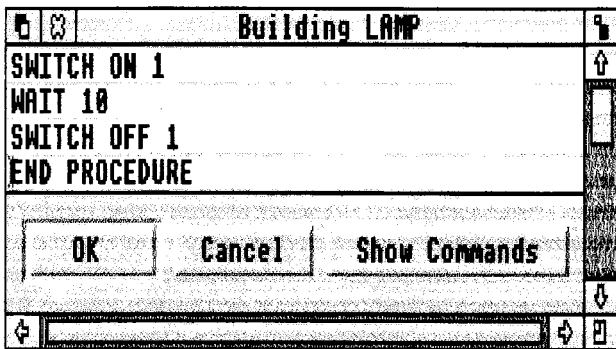 Building LAMP
SWITCH ON 1
WAIT 10
SWITCH OFF 1
END PROCEDURE
OK Cancel Show Commands